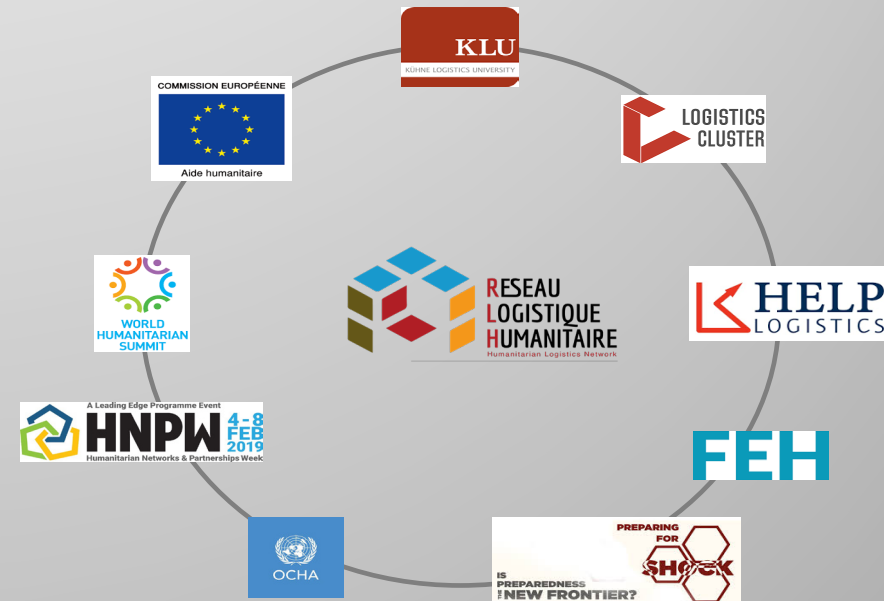 KLU
KÜHNE LOGISTICS UNIVERSITY
COMMISSION EUROPÉENNE
Aide humanitaire
LOGISTICS
CLUSTER
WORLD
HUMANITARIAN
SUMMIT
RESEAU
LOGISTIQUE
HUMANITAIRE
Humanitarian Logistics Network
HELP
LOGISTICS
A Leading Edge Programme Event
HNPW 4-8 FEB 2019
Humanitarian Networks & Partnerships Week
FEH
OCHA
PREPARING
FOR
SHOCK
IS
PREPAREDNESS
THE NEW FRONTIER?